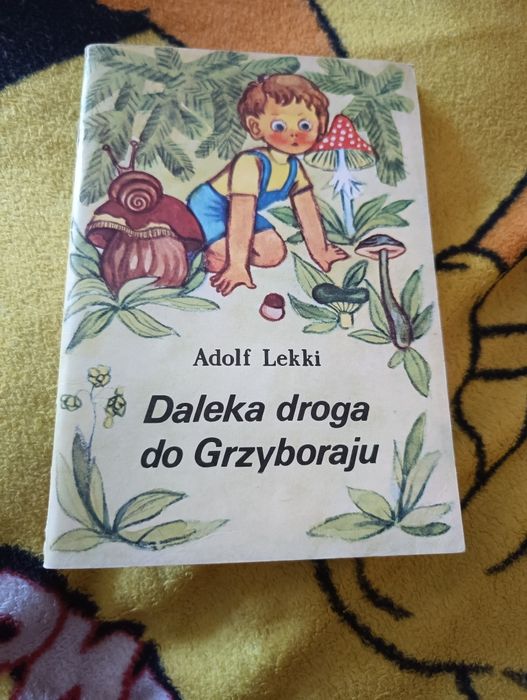 Adolf Lekki
Daleka droga
do Grzyboraju